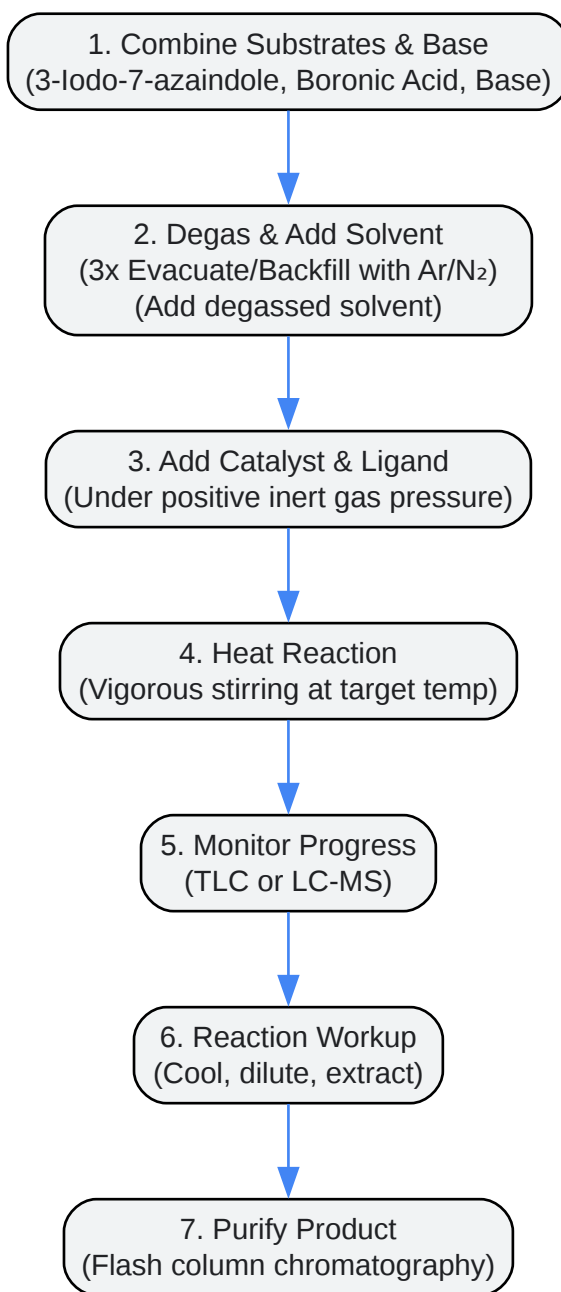 1. Combine Substrates & Base
(3-Iodo-7-azaindole, Boronic Acid, Base)
2. Degas & Add Solvent
(3x Evacuate/Backfill with Ar/N₂)
(Add degassed solvent)
3. Add Catalyst & Ligand
(Under positive inert gas pressure)
4. Heat Reaction
(Vigorous stirring at target temp)
5. Monitor Progress
(TLC or LC-MS)
6. Reaction Workup
(Cool, dilute, extract)
7. Purify Product
(Flash column chromatography)